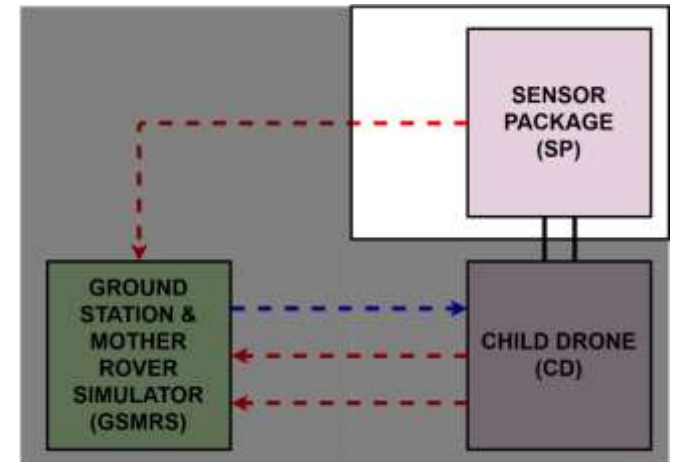 SENSOR
PACKAGE
(SP)
GROUND
STATION &
MOTHER
ROVER
SIMULATOR
(GSMRS)
CHILD DRONE
(CD)